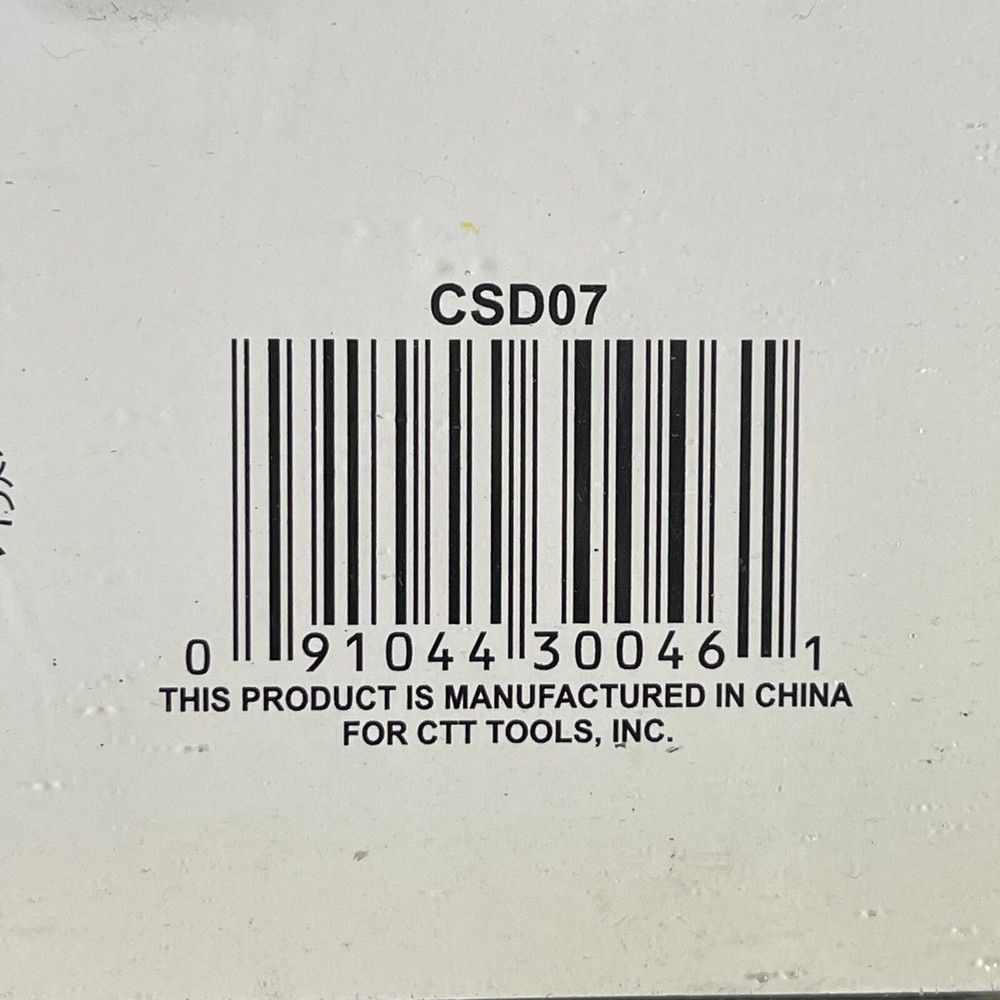 CSD07
0 91044 30046 1
THIS PRODUCT IS MANUFACTURED IN CHINA
FOR CTT TOOLS, INC.